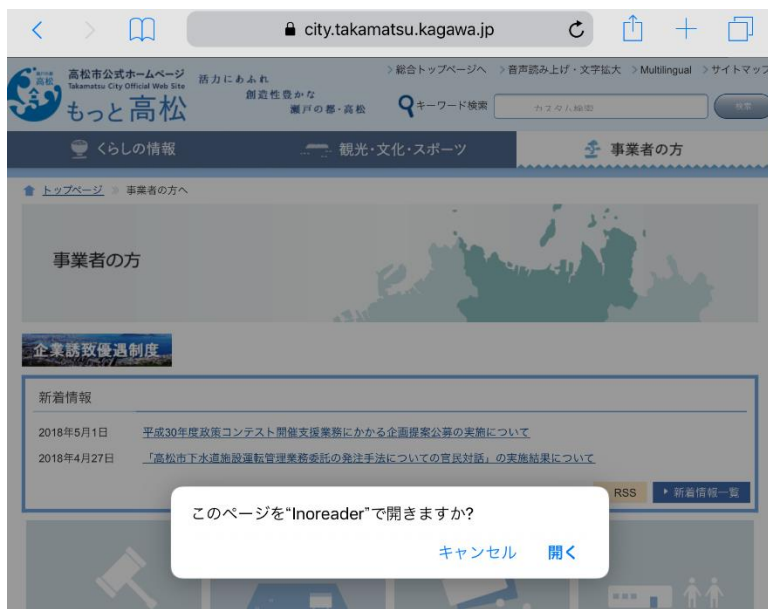 city.takamatsu.kagawa.jp
高松市公式ホームページ
Takamatsu City Official Web Site
もっと高松
活力にあふれ
創造性豊かな
瀬戸の都・高松
総合トップページへ 音声読み上げ・文字拡大 Multilingual サイトマップ
キーワード検索 カスタム検索 検索
くらしの情報 観光・文化・スポーツ 事業者の方
トップページ 事業者の方へ
事業者の方
企業誘致優遇制度
新着情報
2018年5月1日 平成30年度政策コンテスト開催支援業務にかかる企画提案公募の実施について
2018年4月27日 「高松市下水道施設運転管理業務委託の発注手法についての官民対話」の実施結果について
RSS 新着情報一覧
このページを“Inoreader”で開きますか?
キャンセル 開く